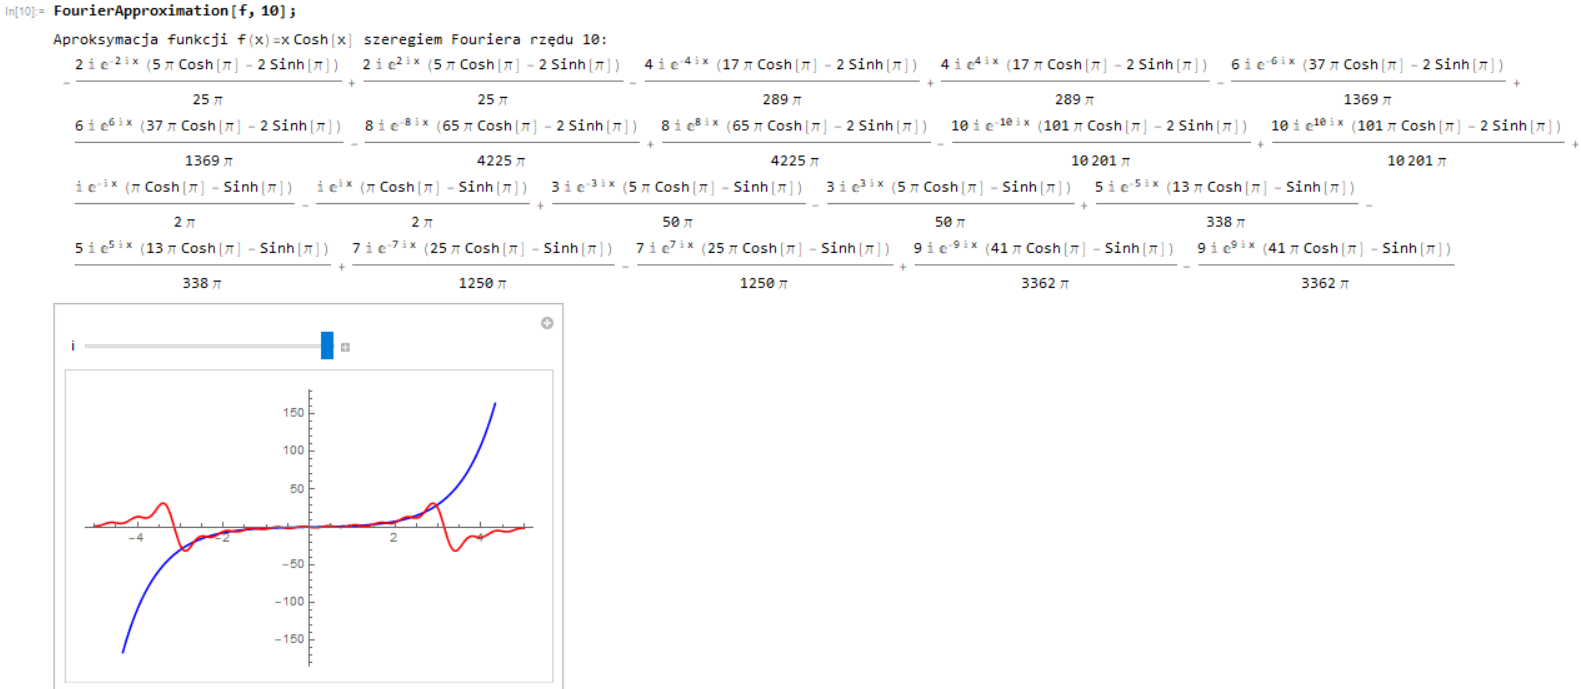 In[10]:= FourierApproximation[f, 10];
Aproksymacja funkcji f(x)=x Cosh[x] szeregiem Fouriera rzędu 10:
- 2 i e^(-2 i x) (5 π Cosh[π] - 2 Sinh[π]) / 25 π + 2 i e^(2 i x) (5 π Cosh[π] - 2 Sinh[π]) / 25 π - 4 i e^(-4 i x) (17 π Cosh[π] - 2 Sinh[π]) / 289 π + 4 i e^(4 i x) (17 π Cosh[π] - 2 Sinh[π]) / 289 π - 6 i e^(-6 i x) (37 π Cosh[π] - 2 Sinh[π]) / 1369 π +
6 i e^(6 i x) (37 π Cosh[π] - 2 Sinh[π]) / 1369 π - 8 i e^(-8 i x) (65 π Cosh[π] - 2 Sinh[π]) / 4225 π + 8 i e^(8 i x) (65 π Cosh[π] - 2 Sinh[π]) / 4225 π - 10 i e^(-10 i x) (101 π Cosh[π] - 2 Sinh[π]) / 10 201 π + 10 i e^(10 i x) (101 π Cosh[π] - 2 Sinh[π]) / 10 201 π +
i e^(-i x) (π Cosh[π] - Sinh[π]) / 2 π - i e^(i x) (π Cosh[π] - Sinh[π]) / 2 π + 3 i e^(-3 i x) (5 π Cosh[π] - Sinh[π]) / 50 π - 3 i e^(3 i x) (5 π Cosh[π] - Sinh[π]) / 50 π + 5 i e^(-5 i x) (13 π Cosh[π] - Sinh[π]) / 338 π -
5 i e^(5 i x) (13 π Cosh[π] - Sinh[π]) / 338 π + 7 i e^(-7 i x) (25 π Cosh[π] - Sinh[π]) / 1250 π - 7 i e^(7 i x) (25 π Cosh[π] - Sinh[π]) / 1250 π + 9 i e^(-9 i x) (41 π Cosh[π] - Sinh[π]) / 3362 π - 9 i e^(9 i x) (41 π Cosh[π] - Sinh[π]) / 3362 π
i
150
100
50
-4 -2 2 4
-50
-100
-150